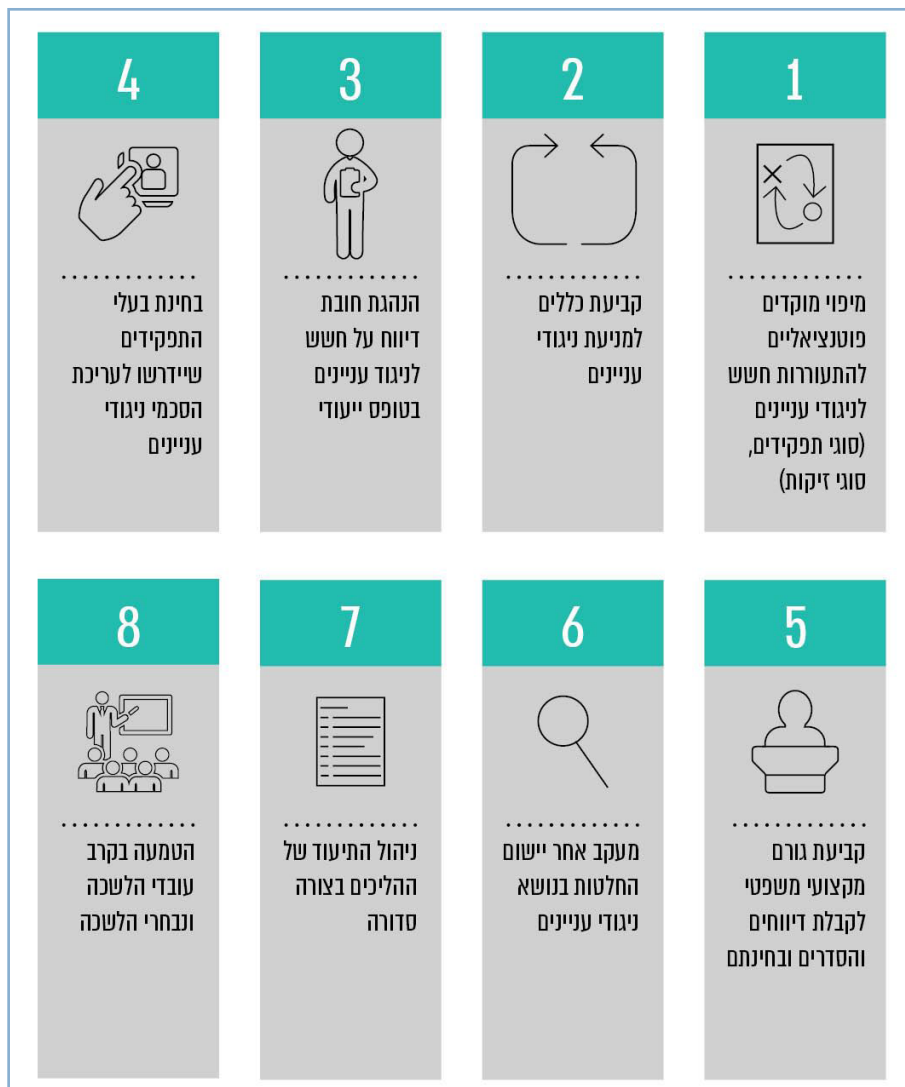 1
מיפוי מוקדים
פוטנציאליים
להתעוררות חשש
לניגודי עניינים
(סוגי תפקידים,
סוגי זיקות)
2
קביעת כללים
למניעת ניגודי
עניינים
3
הנהגת חובת
דיווח על חשש
לניגוד עניינים
בטופס ייעודי
4
בחינת בעלי
התפקידים
שיידרשו לעריכת
הסכמי ניגודי
עניינים
5
קביעת גורם
מקצועי משפטי
לקבלת דיווחים
והסדרים ובחינתם
6
מעקב אחר יישום
החלטות בנושא
ניגודי עניינים
7
ניהול התיעוד של
ההליכים בצורה
סדורה
8
הטמעה בקרב
עובדי הלשכה
ונבחרי הלשכה